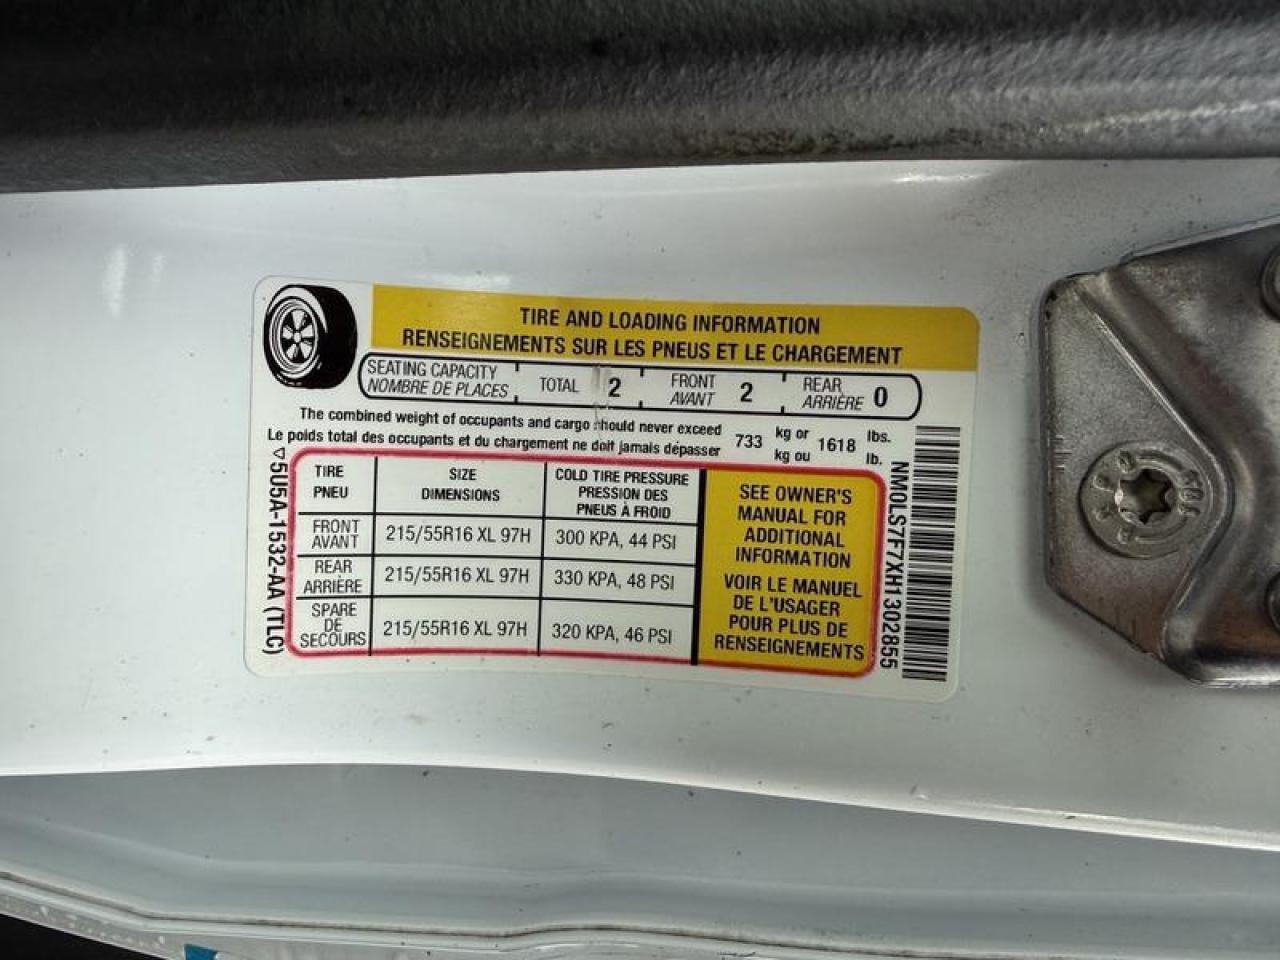 TIRE AND LOADING INFORMATION
RENSEIGNEMENTS SUR LES PNEUS ET LE CHARGEMENT
SEATING CAPACITY
NOMBRE DE PLACES
TOTAL 2
FRONT
AVANT
2
REAR
ARRIÈRE
0
The combined weight of occupants and cargo should never exceed
Le poids total des occupants et du chargement ne doit jamais dépasser
733
kg or
kg ou
1618
lbs.
lb.
TIRE
PNEU
SIZE
DIMENSIONS
COLD TIRE PRESSURE
PRESSION DES
PNEUS À FROID
FRONT
AVANT
215/55R16 XL 97H
300 KPA, 44 PSI
REAR
ARRIÈRE
215/55R16 XL 97H
330 KPA, 48 PSI
SPARE
DE
SECOURS
215/55R16 XL 97H
320 KPA, 46 PSI
SEE OWNER'S
MANUAL FOR
ADDITIONAL
INFORMATION
VOIR LE MANUEL
DE L'USAGER
POUR PLUS DE
RENSEIGNEMENTS
5U5A-1532-AA (TLC)
NM0LS7F7XH1302855